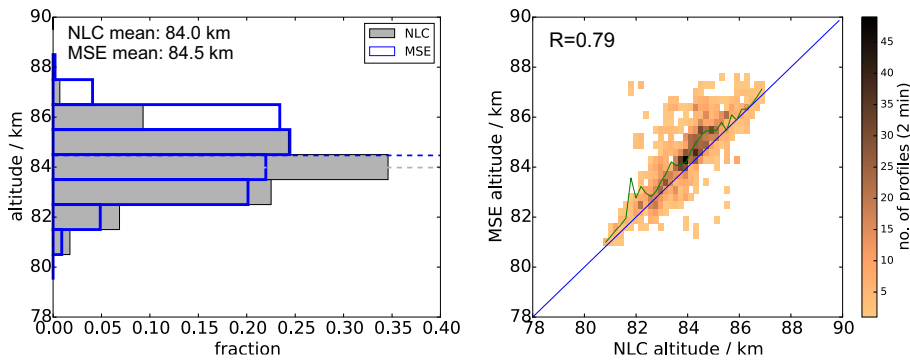 NLC mean: 84.0 km
MSE mean: 84.5 km
NLC
MSE
90
88
86
84
82
80
78
altitude / km
0.00 0.05 0.10 0.15 0.20 0.25 0.30 0.35 0.40
fraction
R=0.79
90
88
86
84
82
80
78
MSE altitude / km
78 80 82 84 86 88 90
NLC altitude / km
45
40
35
30
25
20
15
10
5
no. of profiles (2 min)